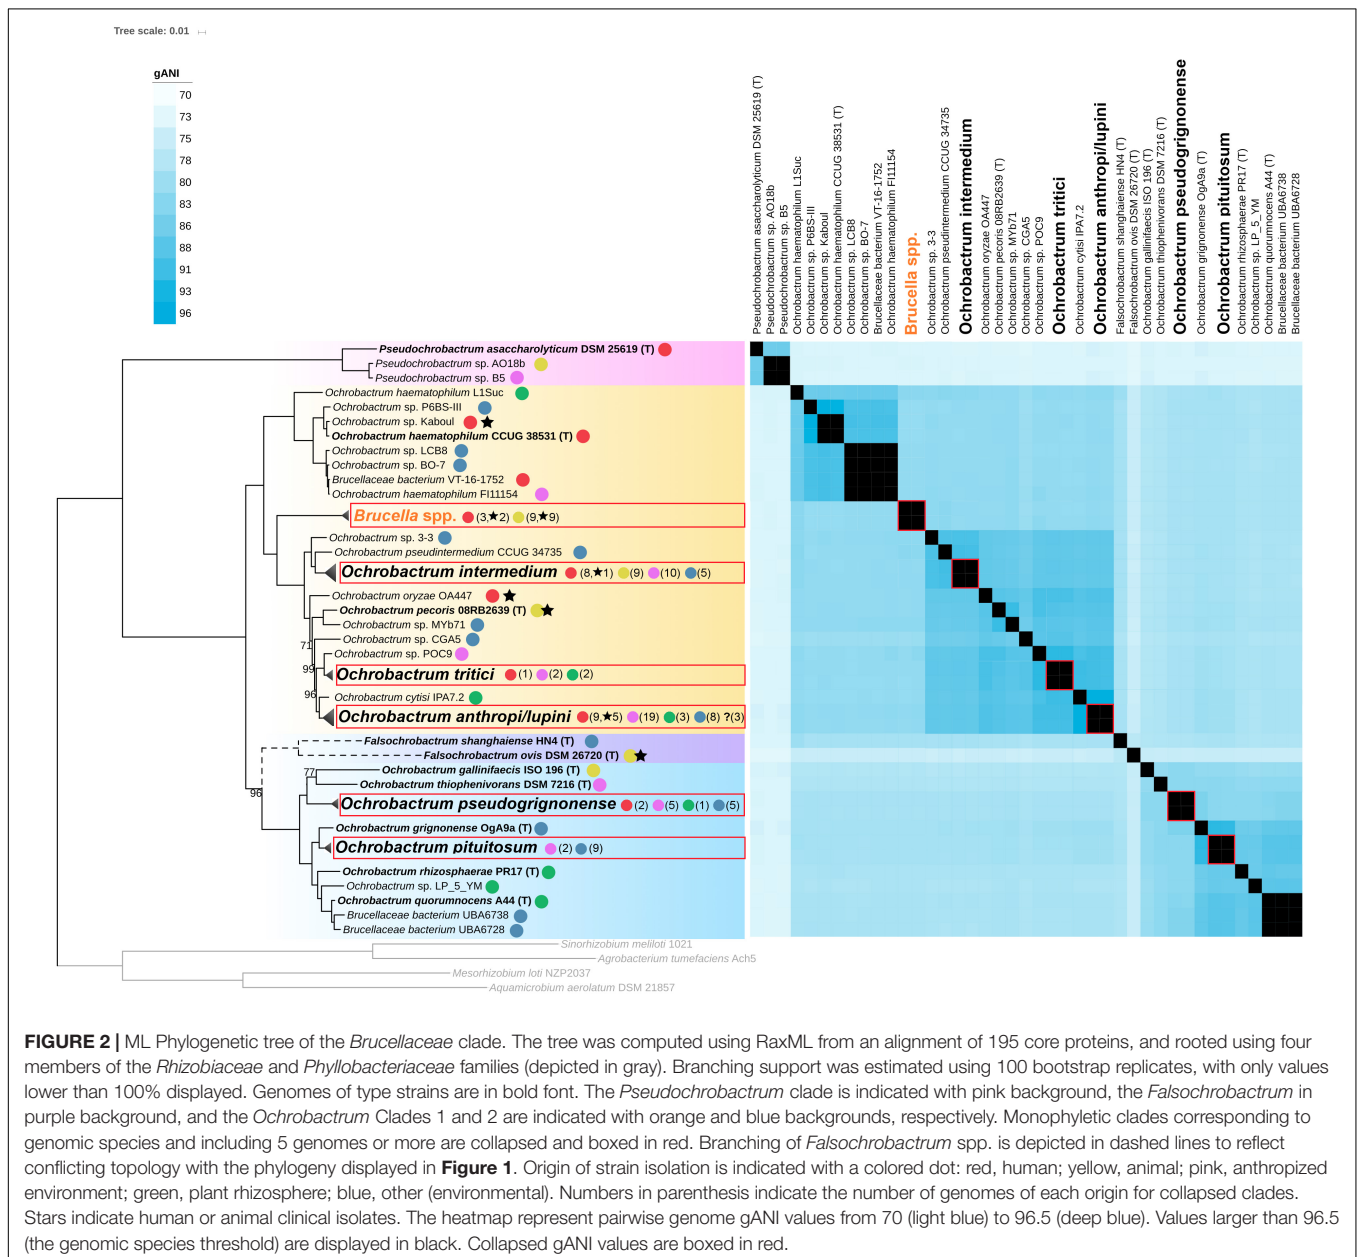 Tree scale: 0.01
gANI
70
73
75
78
80
83
86
88
91
93
96
Pseudochrobactrum asaccharolyticum DSM 25619 (T)
Pseudochrobactrum sp. AO18b
Pseudochrobactrum sp. B5
Ochrobactrum haematophilum L1Suc
Ochrobactrum sp. P6BS-III
Ochrobactrum sp. Kaboul
Ochrobactrum haematophilum CCUG 38531 (T)
Ochrobactrum sp. LCB8
Ochrobactrum sp. BO-7
Brucellaceae bacterium VT-16-1752
Ochrobactrum haematophilum FI11154
Brucella spp.
Ochrobactrum sp. 3-3
Ochrobactrum pseudintermedium CCUG 34735
Ochrobactrum intermedium
Ochrobactrum oryzae OA447
Ochrobactrum pecoris 08RB2639 (T)
Ochrobactrum sp. MYb71
Ochrobactrum sp. CGA5
Ochrobactrum sp. POC9
Ochrobactrum tritici
Ochrobactrum cytisi IPA7.2
Ochrobactrum anthropi/lupini
Falsochrobactrum shanghaiense HN4 (T)
Falsochrobactrum ovis DSM 26720 (T)
Ochrobactrum gallinifaecis ISO 196 (T)
Ochrobactrum thiophenivorans DSM 7216 (T)
Ochrobactrum pseudogrignonense
Ochrobactrum grignonense OgA9a (T)
Ochrobactrum pituitosum
Ochrobactrum rhizosphaerae PR17 (T)
Ochrobactrum sp. LP_5_YM
Ochrobactrum quorumnocens A44 (T)
Brucellaceae bacterium UBA6738
Brucellaceae bacterium UBA6728
Pseudochrobactrum asaccharolyticum DSM 25619 (T)
Pseudochrobactrum sp. AO18b
Pseudochrobactrum sp. B5
Ochrobactrum haematophilum L1Suc
Ochrobactrum sp. P6BS-III
Ochrobactrum sp. Kaboul ★
Ochrobactrum haematophilum CCUG 38531 (T)
Ochrobactrum sp. LCB8
Ochrobactrum sp. BO-7
Brucellaceae bacterium VT-16-1752
Ochrobactrum haematophilum FI11154
Brucella spp. (3,★2) (9,★9)
Ochrobactrum sp. 3-3
Ochrobactrum pseudintermedium CCUG 34735
Ochrobactrum intermedium (8,★1) (9) (10) (5)
Ochrobactrum oryzae OA447 ★
Ochrobactrum pecoris 08RB2639 (T) ★
Ochrobactrum sp. MYb71
Ochrobactrum sp. CGA5
71
Ochrobactrum sp. POC9
99
Ochrobactrum tritici (1) (2) (2)
96
Ochrobactrum cytisi IPA7.2
Ochrobactrum anthropi/lupini (9,★5) (19) (3) (8) ?(3)
Falsochrobactrum shanghaiense HN4 (T)
Falsochrobactrum ovis DSM 26720 (T) ★
77
Ochrobactrum gallinifaecis ISO 196 (T)
Ochrobactrum thiophenivorans DSM 7216 (T)
96
Ochrobactrum pseudogrignonense (2) (5) (1) (5)
Ochrobactrum grignonense OgA9a (T)
Ochrobactrum pituitosum (2) (9)
Ochrobactrum rhizosphaerae PR17 (T)
Ochrobactrum sp. LP_5_YM
Ochrobactrum quorumnocens A44 (T)
Brucellaceae bacterium UBA6738
Brucellaceae bacterium UBA6728
Sinorhizobium meliloti 1021
Agrobacterium tumefaciens Ach5
Mesorhizobium loti NZP2037
Aquamicrobium aerolatum DSM 21857
FIGURE 2 | ML Phylogenetic tree of the Brucellaceae clade. The tree was computed using RaxML from an alignment of 195 core proteins, and rooted using four
members of the Rhizobiaceae and Phyllobacteriaceae families (depicted in gray). Branching support was estimated using 100 bootstrap replicates, with only values
lower than 100% displayed. Genomes of type strains are in bold font. The Pseudochrobactrum clade is indicated with pink background, the Falsochrobactrum in
purple background, and the Ochrobactrum Clades 1 and 2 are indicated with orange and blue backgrounds, respectively. Monophyletic clades corresponding to
genomic species and including 5 genomes or more are collapsed and boxed in red. Branching of Falsochrobactrum spp. is depicted in dashed lines to reflect
conflicting topology with the phylogeny displayed in Figure 1. Origin of strain isolation is indicated with a colored dot: red, human; yellow, animal; pink, anthropized
environment; green, plant rhizosphere; blue, other (environmental). Numbers in parenthesis indicate the number of genomes of each origin for collapsed clades.
Stars indicate human or animal clinical isolates. The heatmap represent pairwise genome gANI values from 70 (light blue) to 96.5 (deep blue). Values larger than 96.5
(the genomic species threshold) are displayed in black. Collapsed gANI values are boxed in red.